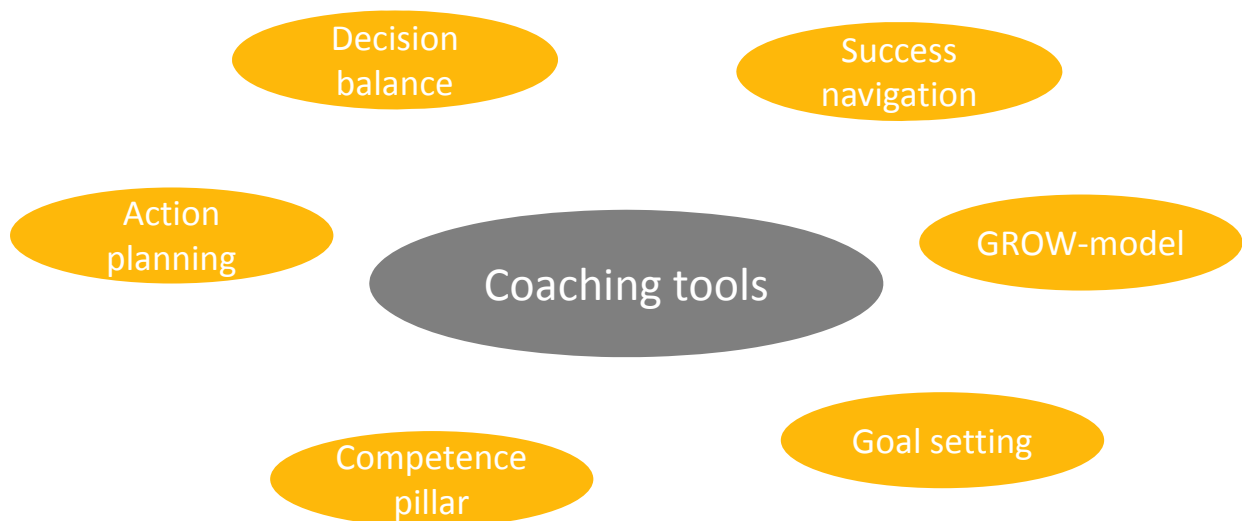 Decision
balance
Success
navigation
Action
planning
GROW-model
Coaching tools
Goal setting
Competence
pillar